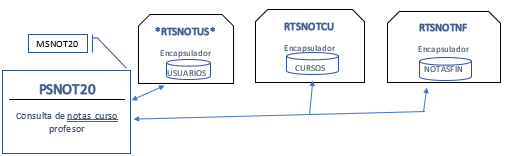 *RTSNOTUS*
RTSNOTCU
RTSNOTNF
MSNOT20
Encapsulador
Encapsulador
Encapsulador
USUARIOS
CURSOS
NOTASFIN
PSNOT20
Consulta de notas curso
profesor